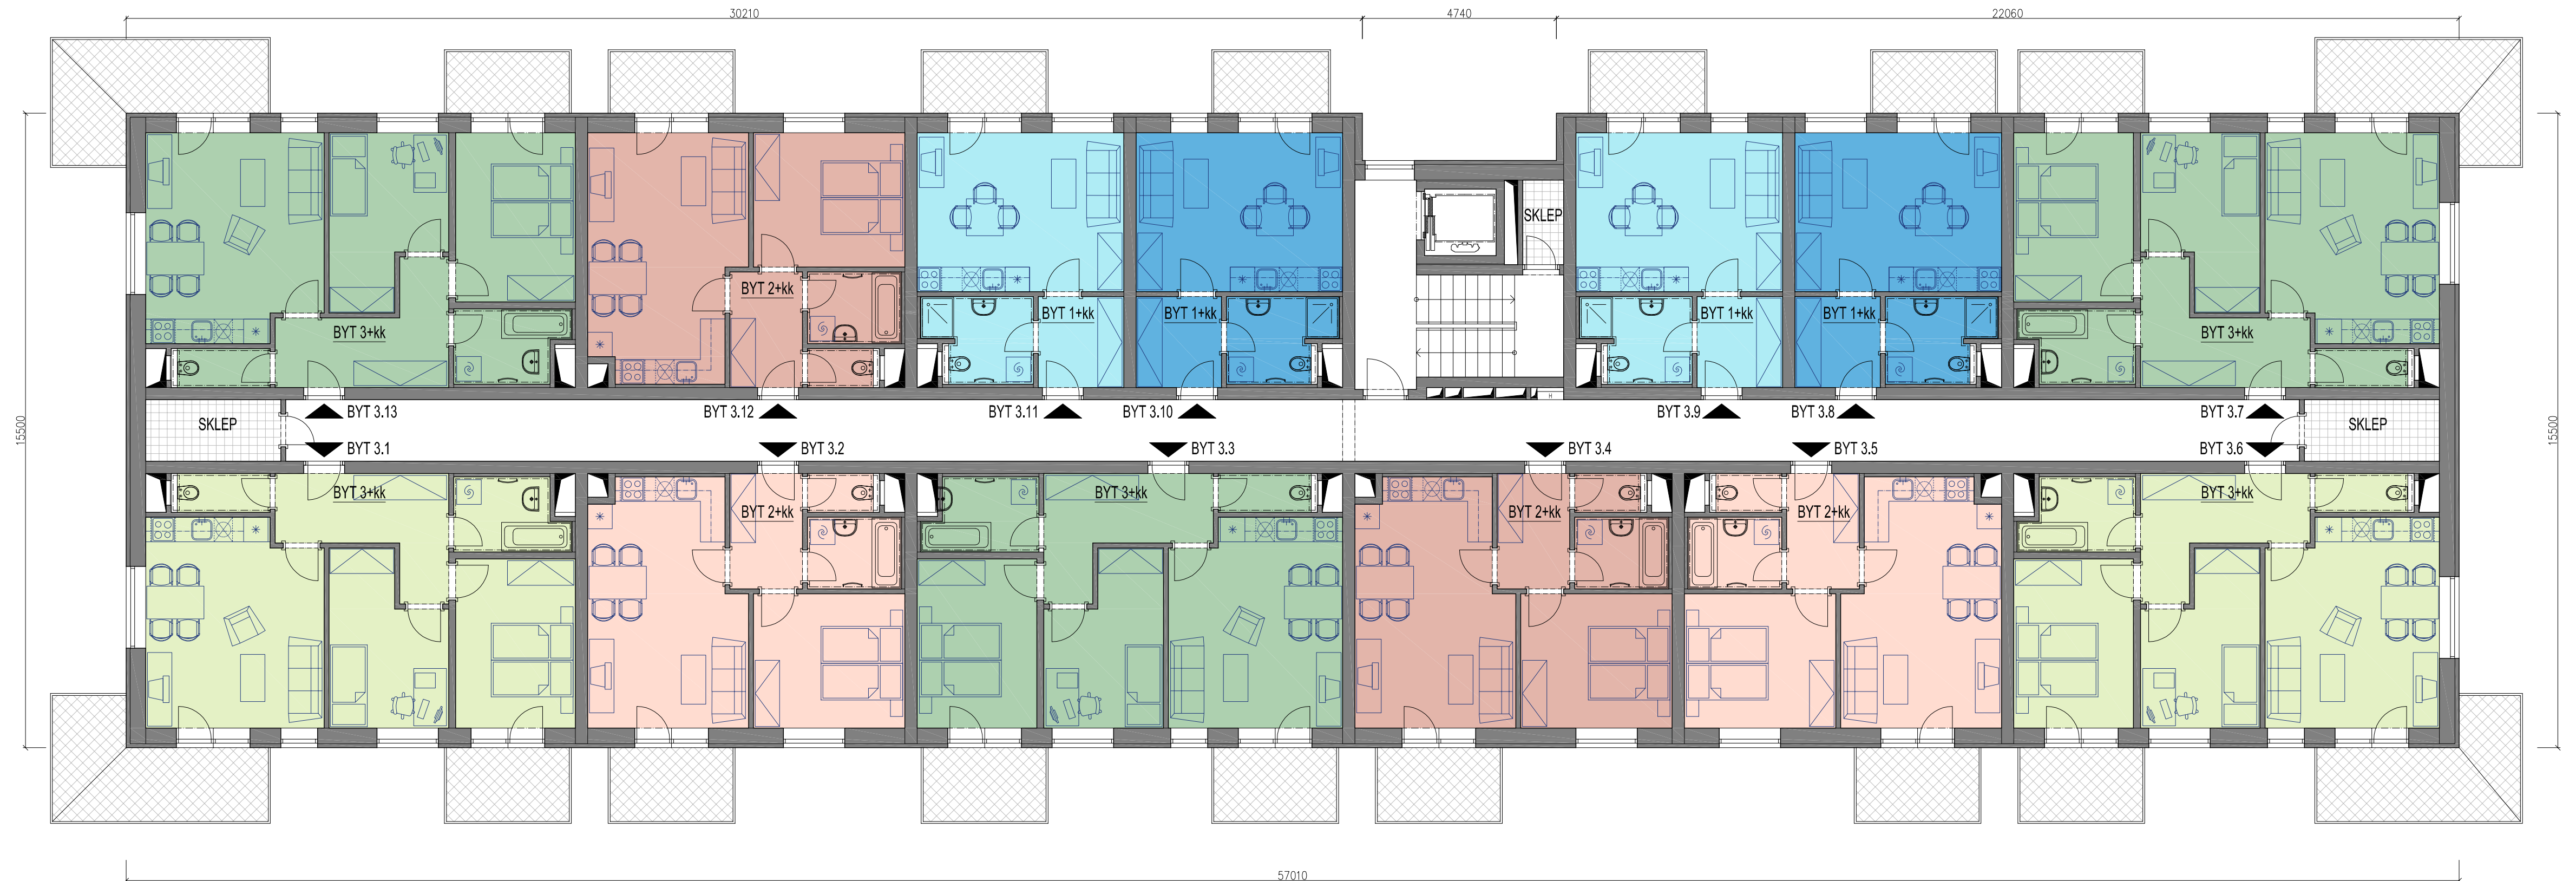 30210
4740
22060
SKLEP
BYT 2+kk
BYT 3+kk
BYT 1+kk
BYT 1+kk
BYT 1+kk
BYT 1+kk
BYT 3+kk
H
BYT 3.13
BYT 3.12
BYT 3.11
BYT 3.10
BYT 3.9
BYT 3.8
BYT 3.7
15500
SKLEP
SKLEP
15500
BYT 3.1
BYT 3.2
BYT 3.3
BYT 3.4
BYT 3.5
BYT 3.6
BYT 3+kk
BYT 2+kk
BYT 3+kk
BYT 2+kk
BYT 2+kk
BYT 3+kk
57010